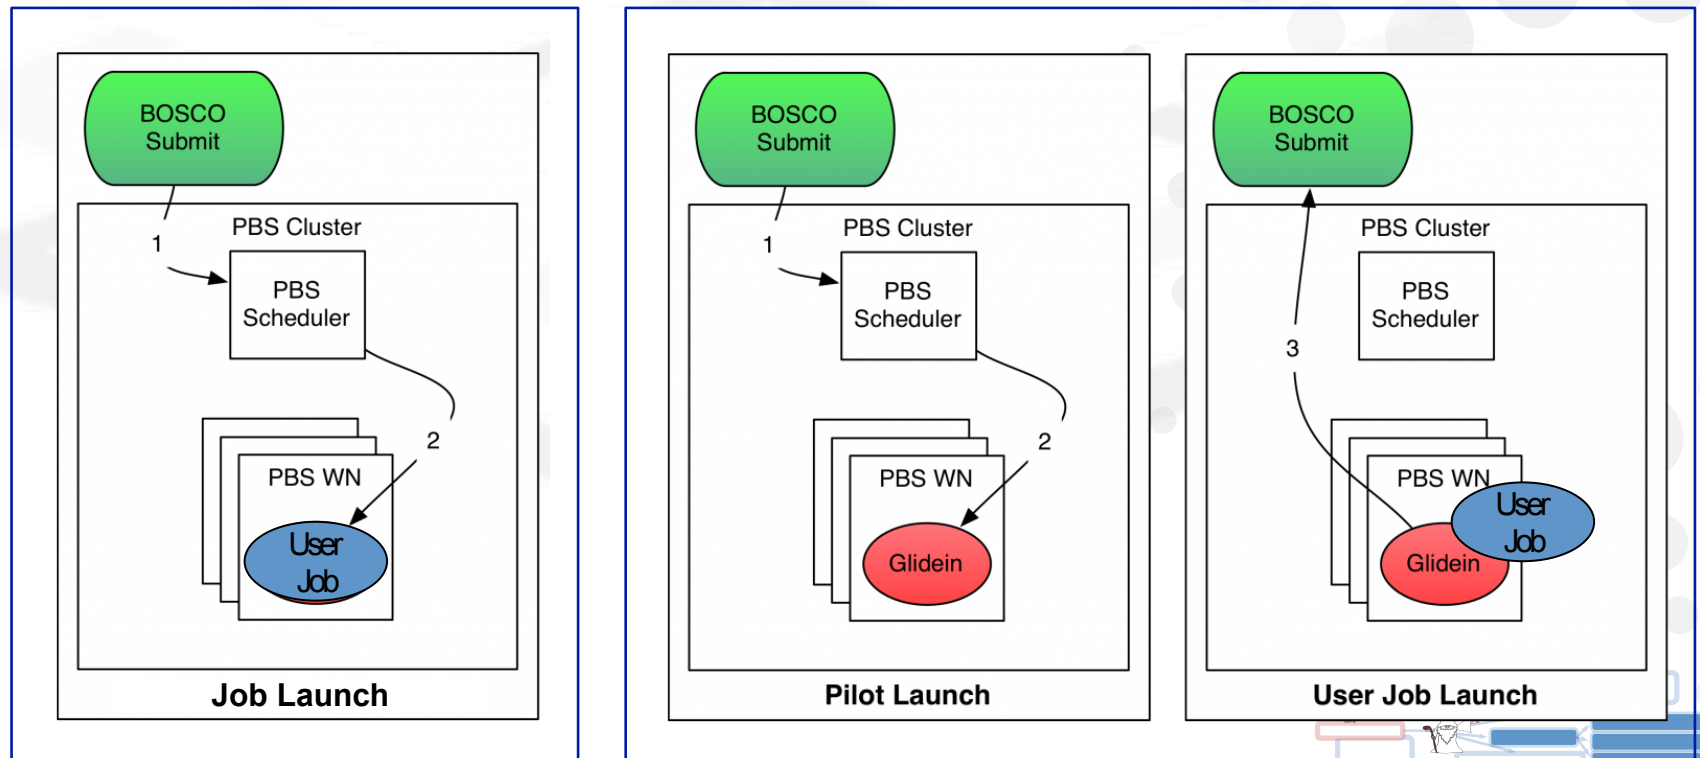 BOSCO
Submit
PBS Cluster
1
PBS
Scheduler
2
PBS WN
User
Job
Job Launch
BOSCO
Submit
PBS Cluster
1
PBS
Scheduler
2
PBS WN
Glidein
Pilot Launch
BOSCO
Submit
PBS Cluster
PBS
Scheduler
3
PBS WN
User
Job
Glidein
User Job Launch